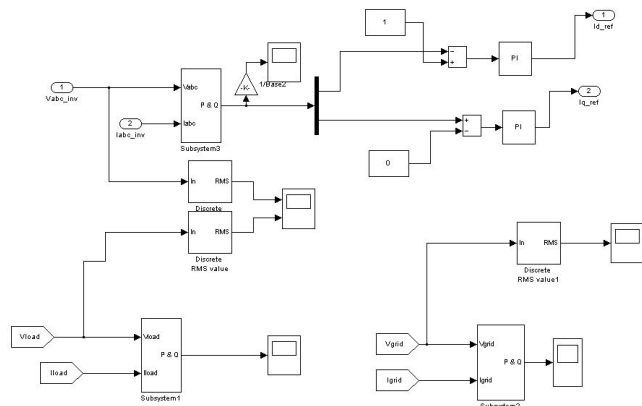 1
Id_ref
1
-
+
PI
-K-
1/Base2
1
Vabc_inv
Vabc
P & Q
Iabc
2
Iabc_inv
Subsystem3
+
-
PI
2
Iq_ref
0
In RMS
Discrete
In RMS
Discrete
RMS value
In RMS
Discrete
RMS value1
Vload
Vload
P & Q
Iload
Iload
Subsystem1
Vgrid
Vgrid
P & Q
Igrid
Igrid